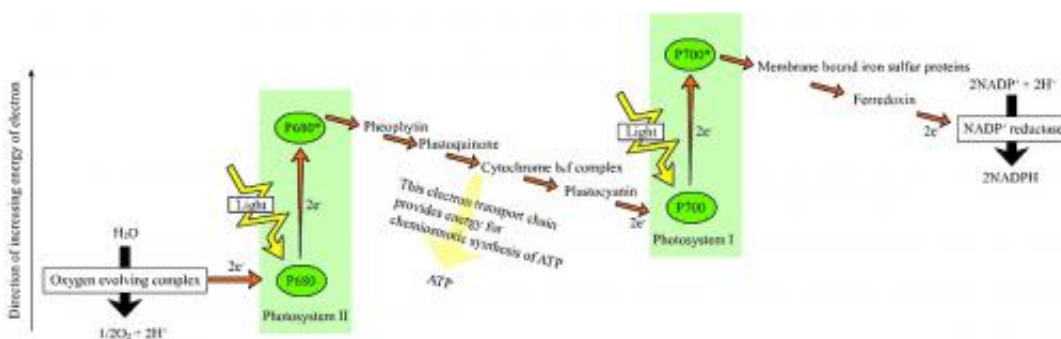 Direction of increasing energy of electron
H₂O
Oxygen evolving complex
1/2O₂ + 2H⁺
2e⁻
Light
P680*
2e⁻
P680
Photosystem II
Pheophytin
Plastoquinone
Cytochrome b₆f complex
Plastocyanin
2e⁻
This electron transport chain
provides energy for
chemiosmotic synthesis of ATP
ATP
Light
P700*
2e⁻
P700
Photosystem I
Membrane bound iron sulfur proteins
Ferredoxin
2e⁻
2NADP⁺ + 2H⁺
NADP⁺ reductase
2NADPH